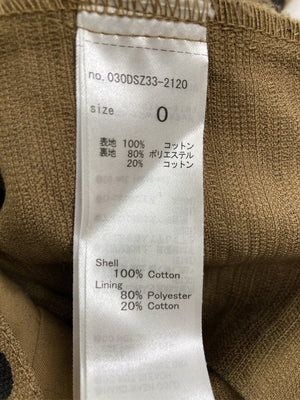 no.030DSZ33-2120
size 0
表地 100% コットン
裏地 80% ポリエステル
20% コットン
Shell
100% Cotton
Lining
80% Polyester
20% Cotton